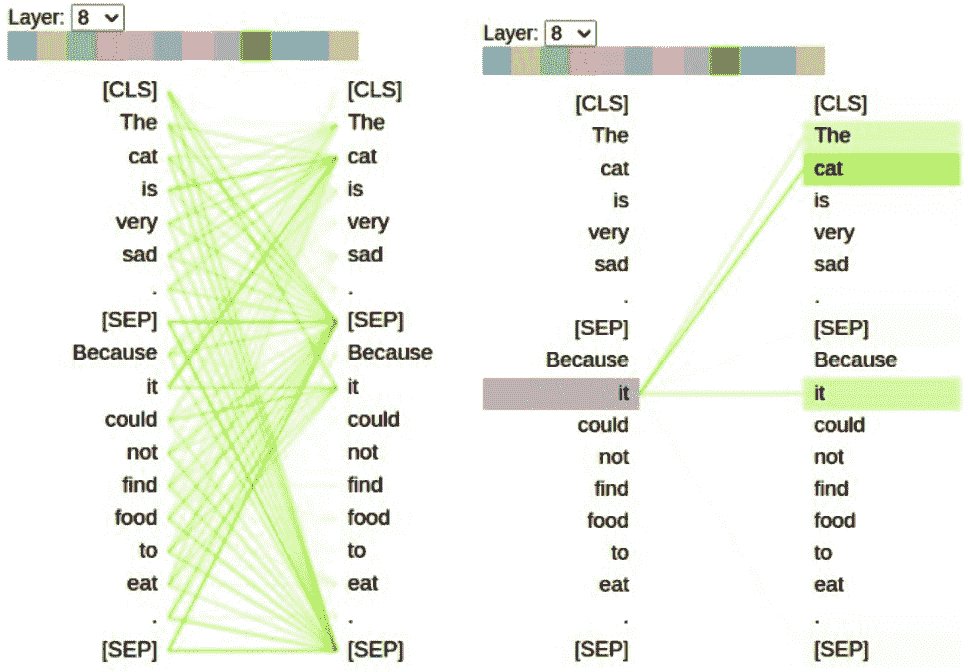 Layer: 8
[CLS] [CLS]
The The
cat cat
is is
very very
sad sad
. .
[SEP] [SEP]
Because Because
it it
could could
not not
find find
food food
to to
eat eat
. .
[SEP] [SEP]
Layer: 8
[CLS] [CLS]
The The
cat cat
is is
very very
sad sad
. .
[SEP] [SEP]
Because Because
it it
could could
not not
find find
food food
to to
eat eat
. .
[SEP] [SEP]